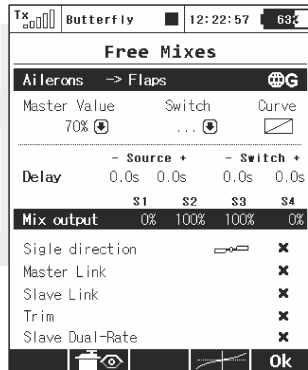 Tx Butterfly 12:22:57 63%
Free Mixes
Ailerons -> Flaps G
Master Value Switch Curve
70% ...
- Source + - Switch +
Delay 0.0s 0.0s 0.0s 0.0s
S1 S2 S3 S4
Mix output 0% 100% 100% 0%
Sigle direction ✖
Master Link ✖
Slave Link ✖
Trim ✖
Slave Dual-Rate ✖
Ok